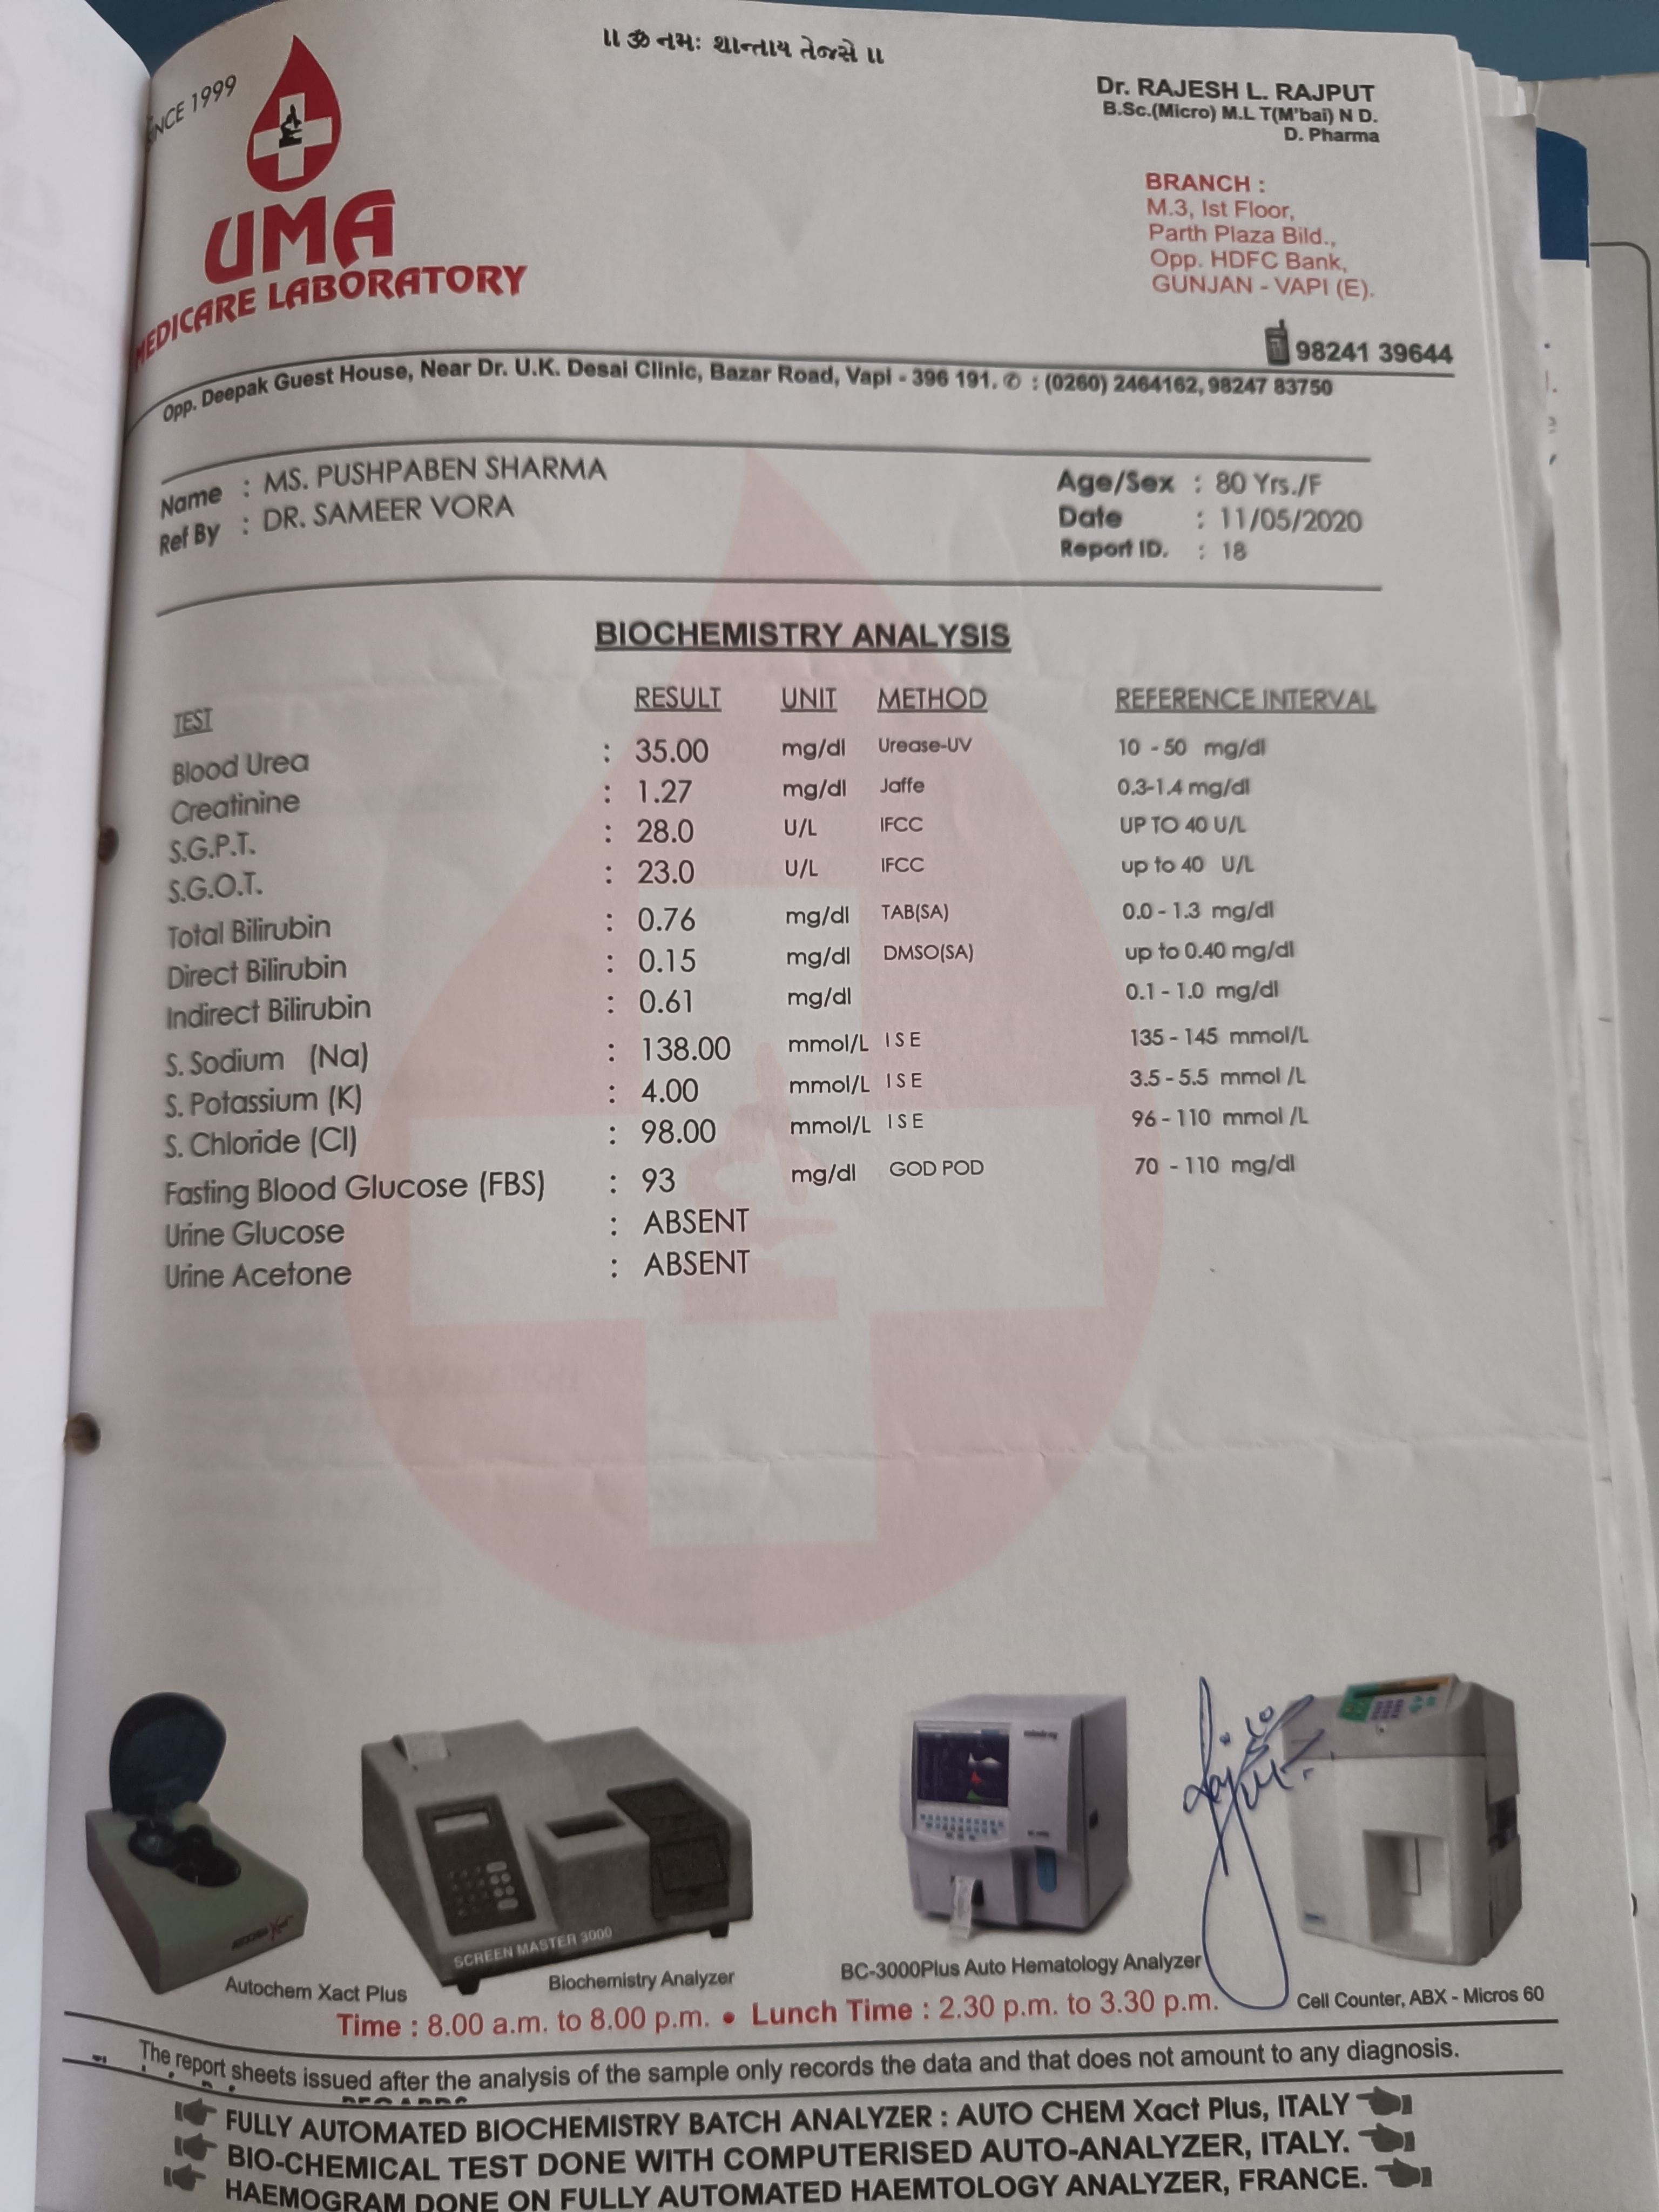 ॥ ૐ નમઃ શાન્તાય તેજસે ॥
SINCE 1999
UMA
MEDICARE LABORATORY
Dr. RAJESH L. RAJPUT
B.Sc.(Micro) M.L T(M'bai) N D.
D. Pharma
BRANCH :
M.3, Ist Floor,
Parth Plaza Bild.,
Opp. HDFC Bank,
GUNJAN - VAPI (E).
98241 39644
Opp. Deepak Guest House, Near Dr. U.K. Desai Clinic, Bazar Road, Vapi - 396 191. ✆ : (0260) 2464162, 98247 83750
Name : MS. PUSHPABEN SHARMA Age/Sex : 80 Yrs./F
Ref By : DR. SAMEER VORA Date : 11/05/2020
Report ID. : 18
BIOCHEMISTRY ANALYSIS
TEST RESULT UNIT METHOD REFERENCE INTERVAL
Blood Urea : 35.00 mg/dl Urease-UV 10 - 50 mg/dl
Creatinine : 1.27 mg/dl Jaffe 0.3-1.4 mg/dl
S.G.P.T. : 28.0 U/L IFCC UP TO 40 U/L
S.G.O.T. : 23.0 U/L IFCC up to 40 U/L
Total Bilirubin : 0.76 mg/dl TAB(SA) 0.0 - 1.3 mg/dl
Direct Bilirubin : 0.15 mg/dl DMSO(SA) up to 0.40 mg/dl
Indirect Bilirubin : 0.61 mg/dl 0.1 - 1.0 mg/dl
S. Sodium (Na) : 138.00 mmol/L I S E 135 - 145 mmol/L
S. Potassium (K) : 4.00 mmol/L I S E 3.5 - 5.5 mmol /L
S. Chloride (Cl) : 98.00 mmol/L I S E 96 - 110 mmol /L
Fasting Blood Glucose (FBS) : 93 mg/dl GOD POD 70 - 110 mg/dl
Urine Glucose : ABSENT
Urine Acetone : ABSENT
SCREEN MASTER 3000
Autochem Xact Plus
Biochemistry Analyzer
BC-3000Plus Auto Hematology Analyzer
Cell Counter, ABX - Micros 60
Time : 8.00 a.m. to 8.00 p.m. • Lunch Time : 2.30 p.m. to 3.30 p.m.
The report sheets issued after the analysis of the sample only records the data and that does not amount to any diagnosis.
FULLY AUTOMATED BIOCHEMISTRY BATCH ANALYZER : AUTO CHEM Xact Plus, ITALY
BIO-CHEMICAL TEST DONE WITH COMPUTERISED AUTO-ANALYZER, ITALY.
HAEMOGRAM DONE ON FULLY AUTOMATED HAEMTOLOGY ANALYZER, FRANCE.